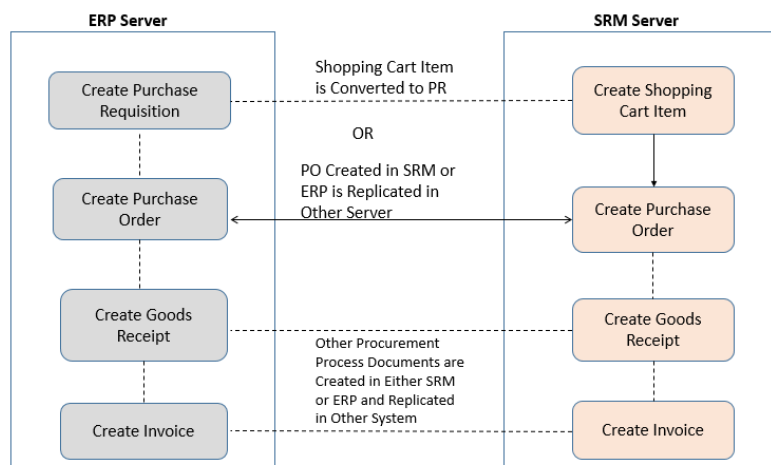 ERP Server
SRM Server
Create Purchase
Requisition
Shopping Cart Item
is Converted to PR
Create Shopping
Cart Item
OR
PO Created in SRM or
ERP is Replicated in
Other Server
Create Purchase
Order
Create Purchase
Order
Create Goods
Receipt
Create Goods
Receipt
Other Procurement
Process Documents are
Created in Either SRM
or ERP and Replicated
in Other System
Create Invoice
Create Invoice